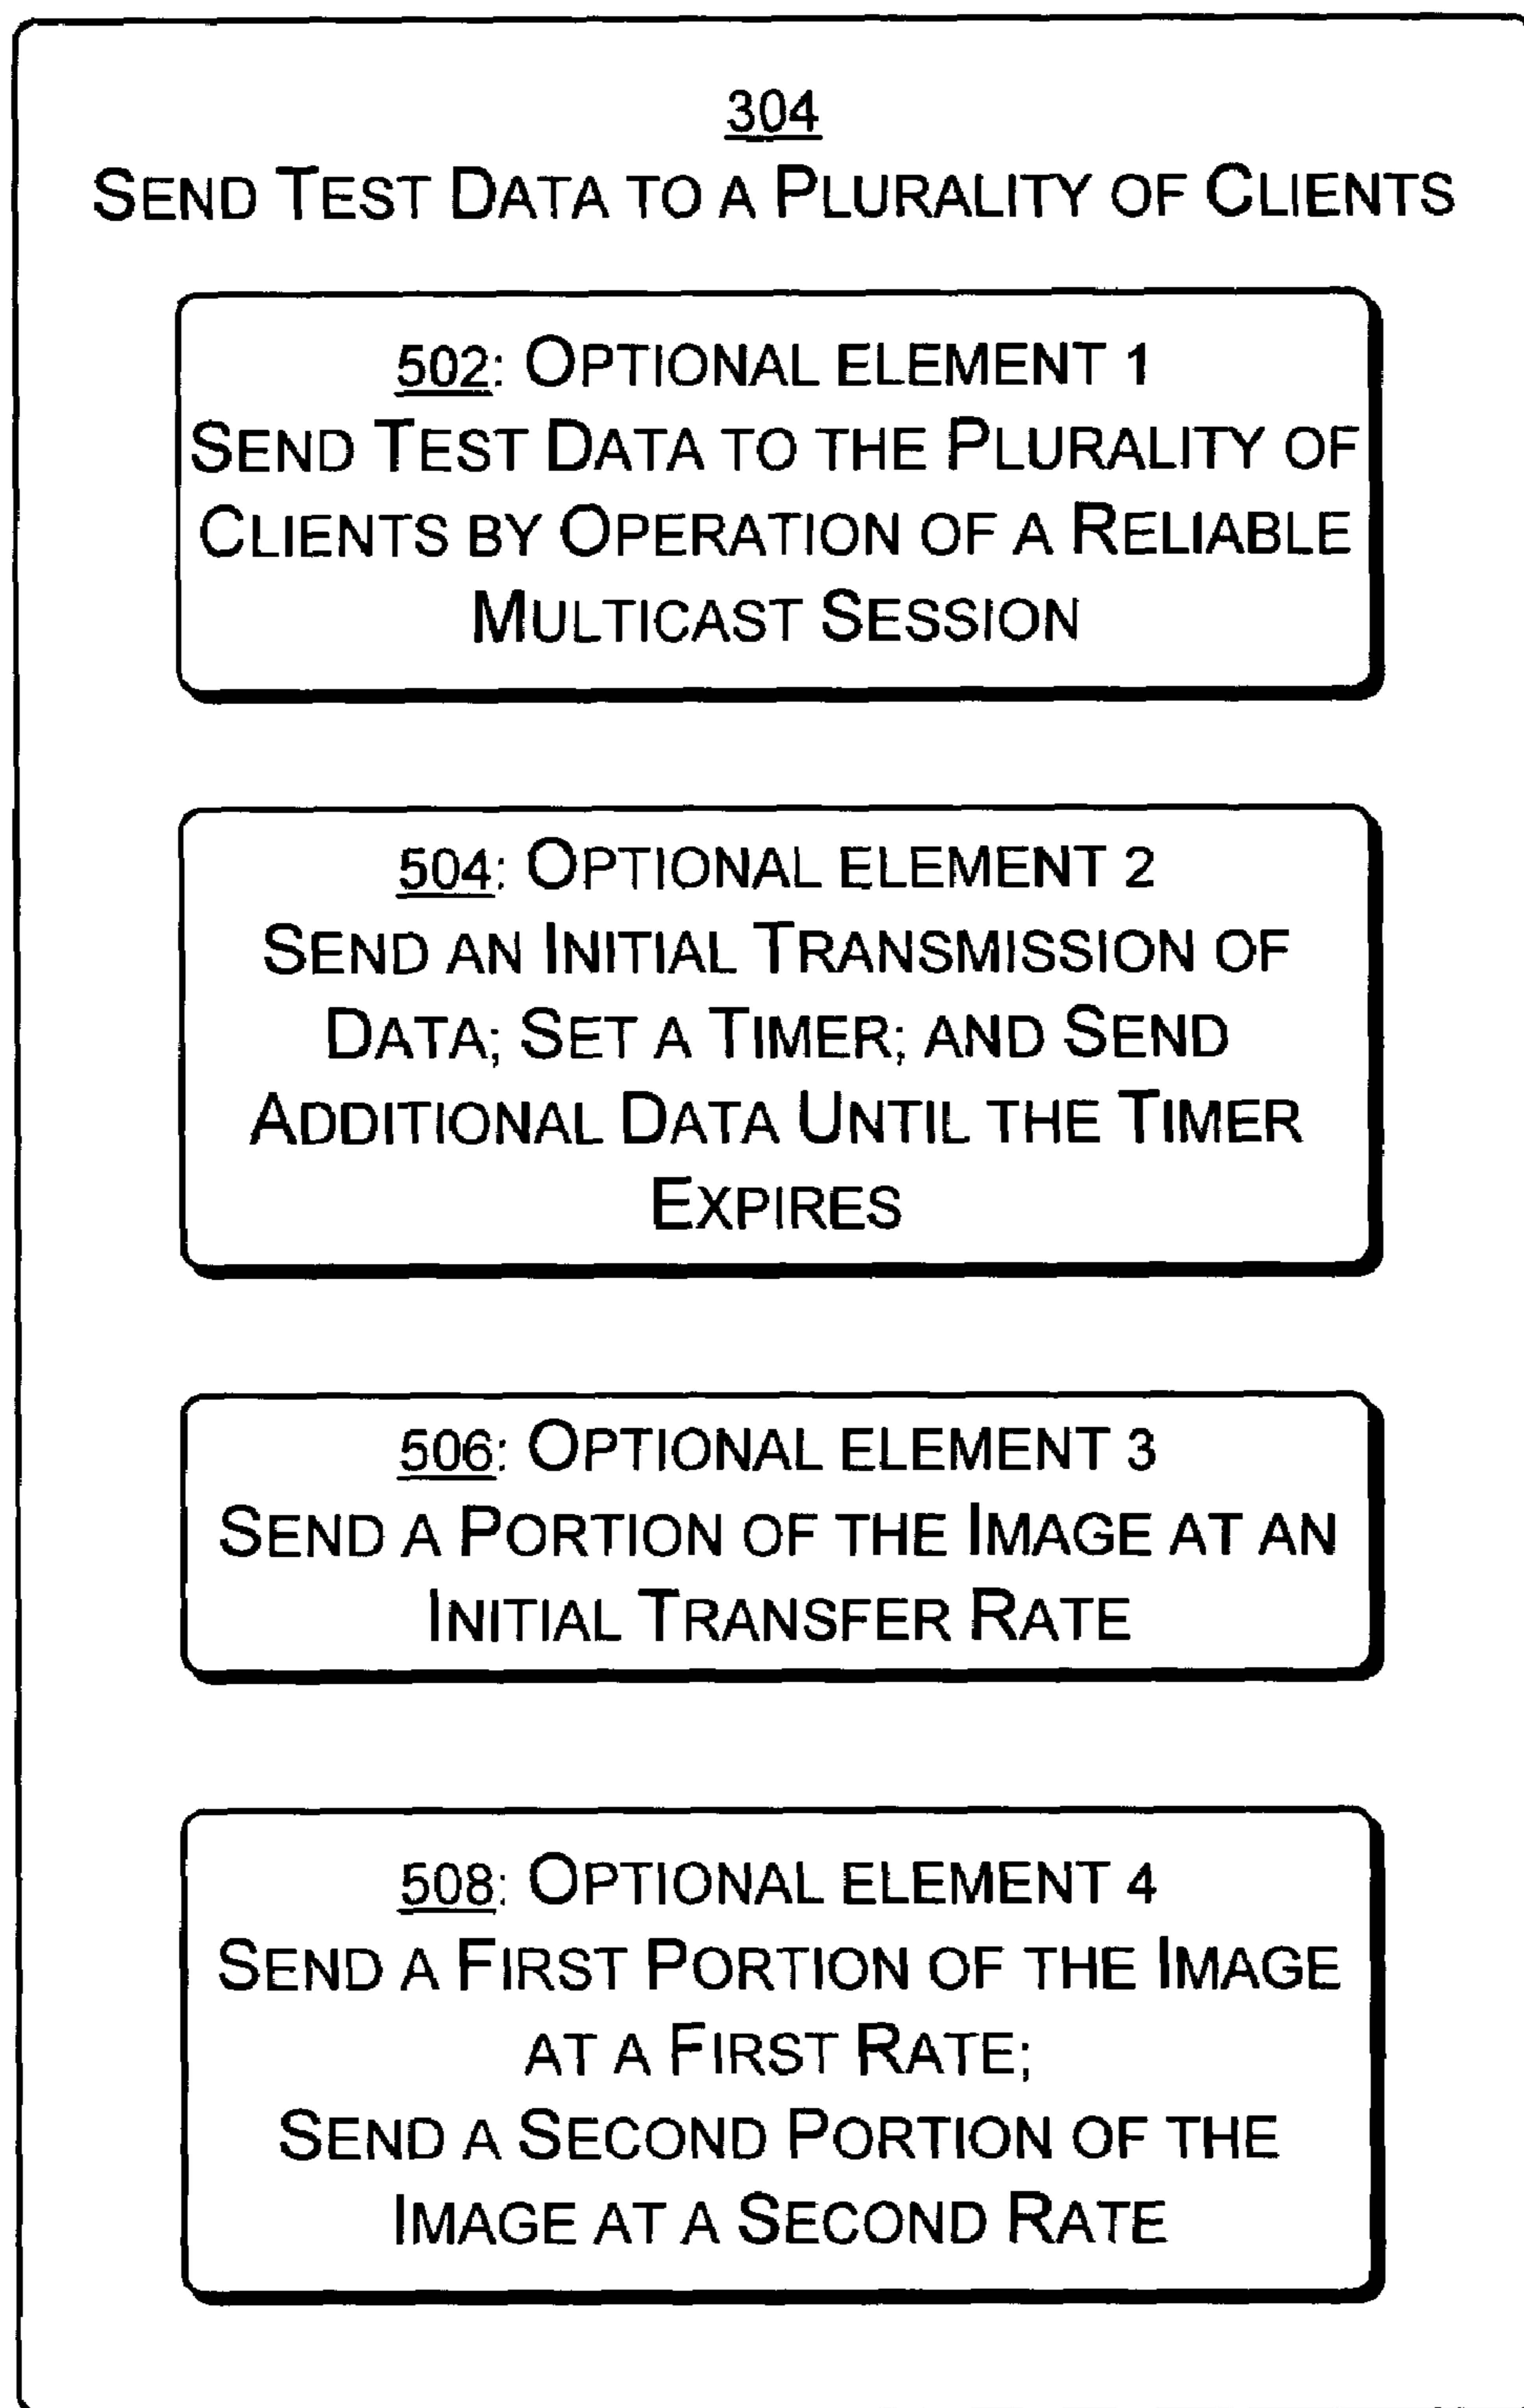 304
SEND TEST DATA TO A PLURALITY OF CLIENTS
502: OPTIONAL ELEMENT 1
SEND TEST DATA TO THE PLURALITY OF
CLIENTS BY OPERATION OF A RELIABLE
MULTICAST SESSION
504: OPTIONAL ELEMENT 2
SEND AN INITIAL TRANSMISSION OF
DATA; SET A TIMER; AND SEND
ADDITIONAL DATA UNTIL THE TIMER
EXPIRES
506: OPTIONAL ELEMENT 3
SEND A PORTION OF THE IMAGE AT AN
INITIAL TRANSFER RATE
508: OPTIONAL ELEMENT 4
SEND A FIRST PORTION OF THE IMAGE
AT A FIRST RATE;
SEND A SECOND PORTION OF THE
IMAGE AT A SECOND RATE